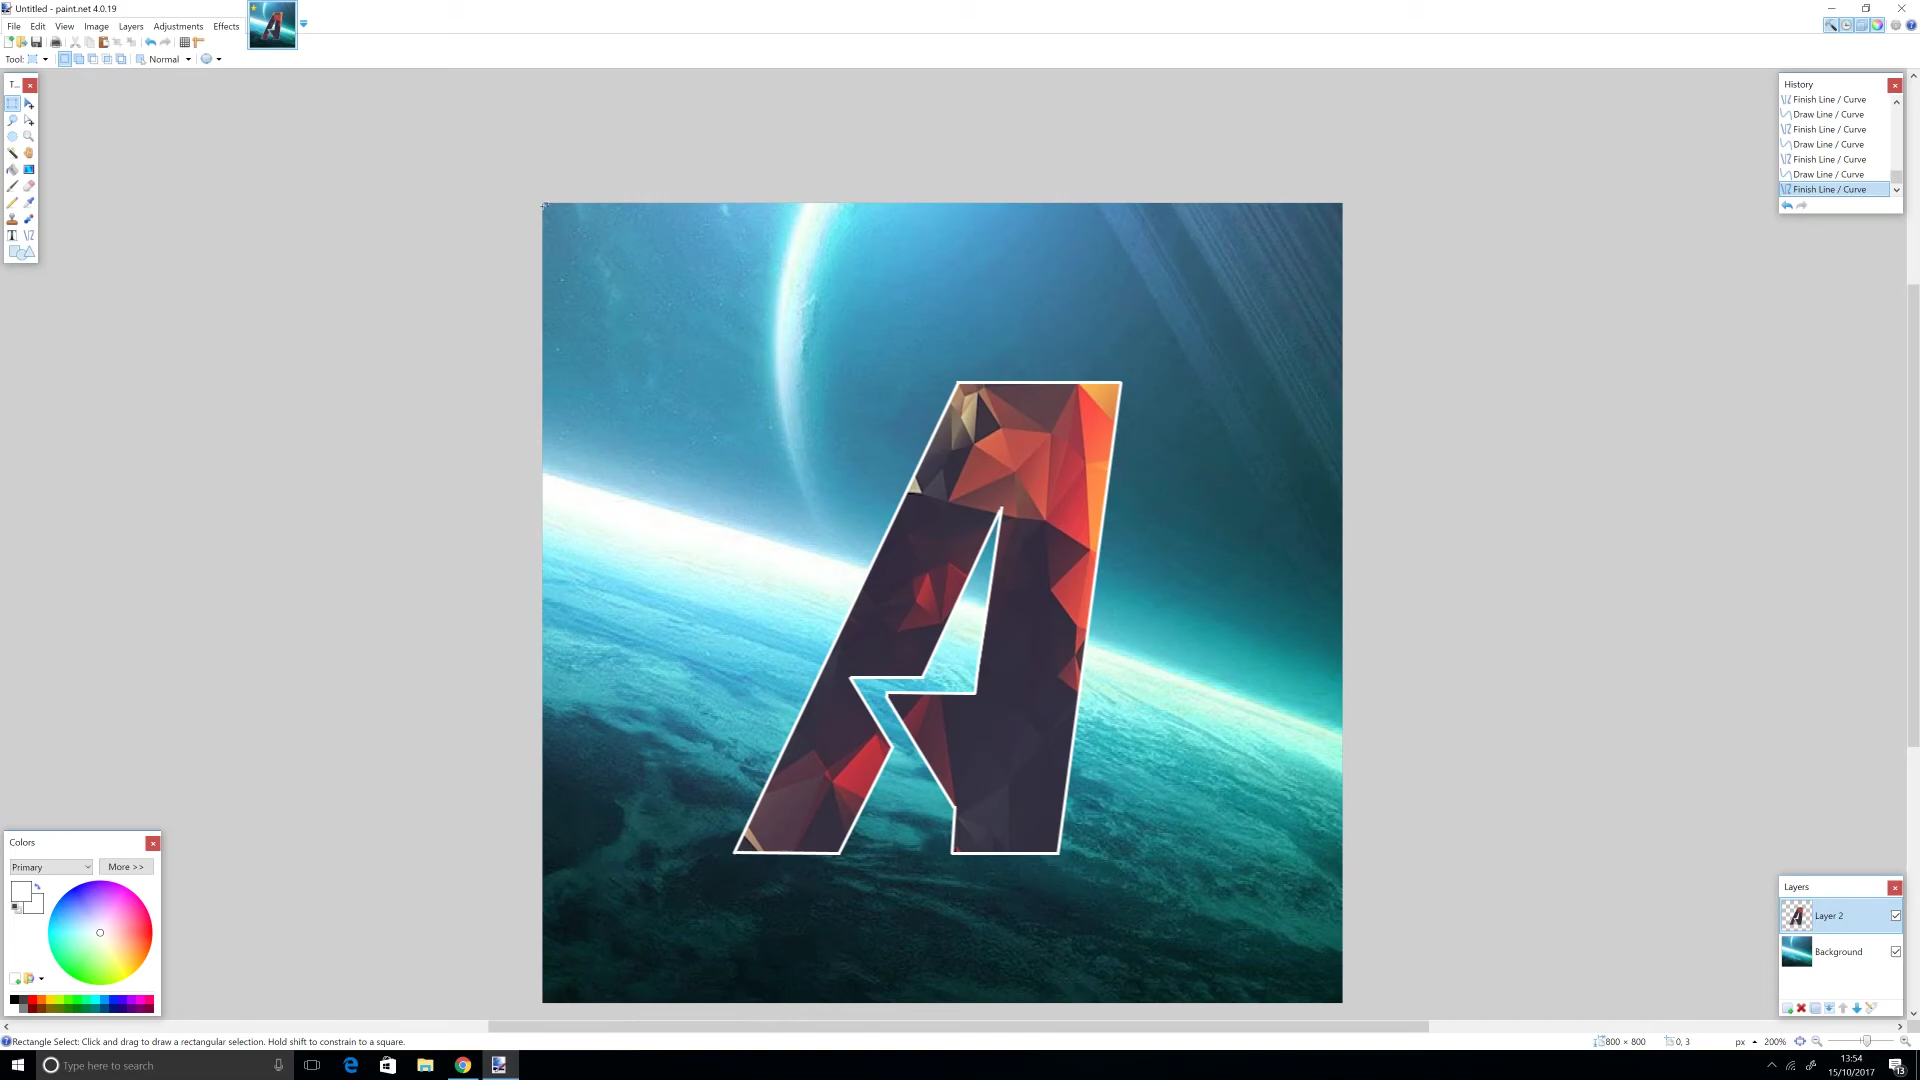 Untitled - paint.net 4.0.19
File Edit View Image Layers Adjustments Effects
Tool: Normal
T...
History
Finish Line / Curve
Draw Line / Curve
Finish Line / Curve
Draw Line / Curve
Finish Line / Curve
Draw Line / Curve
Finish Line / Curve
A
Colors
Primary More >>
Layers
Layer 2
Background
Rectangle Select: Click and drag to draw a rectangular selection. Hold shift to constrain to a square. 800 × 800 0, 3 px 200%
Type here to search
13:54
15/10/2017
13